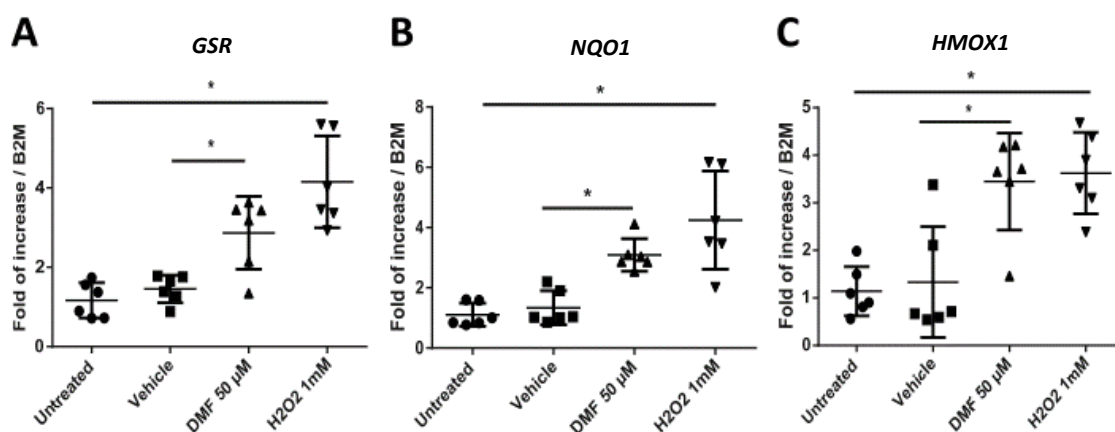 A
GSR
Fold of increase / B2M
6
4
2
0
*
*
Untreated
Vehicle
DMF 50 µM
H2O2 1mM
B
NQO1
Fold of increase / B2M
8
6
4
2
0
*
*
Untreated
Vehicle
DMF 50 µM
H2O2 1mM
C
HMOX1
Fold of increase / B2M
5
4
3
2
1
0
*
*
Untreated
Vehicle
DMF 50 µM
H2O2 1mM